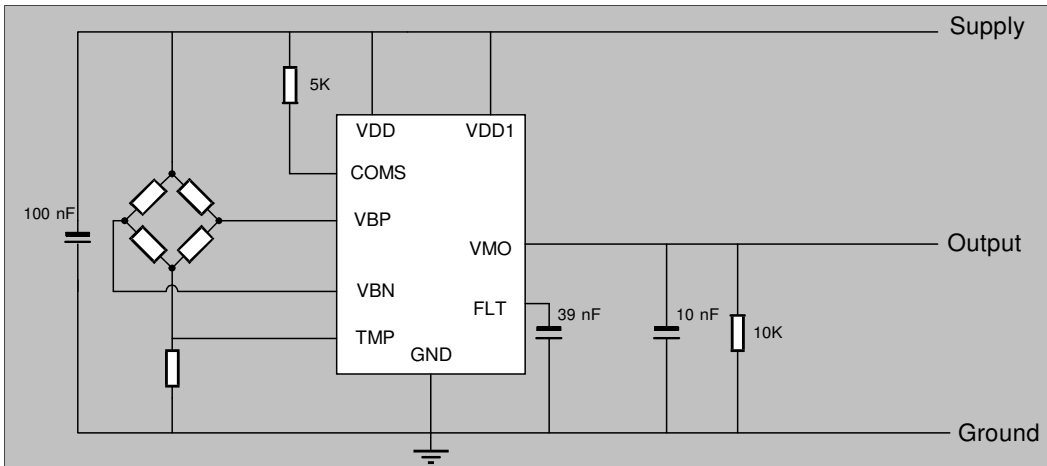 Supply
5K
VDD
VDD1
COMS
100 nF
VBP
VMO
Output
VBN
FLT
39 nF
10 nF
10K
TMP
GND
Ground